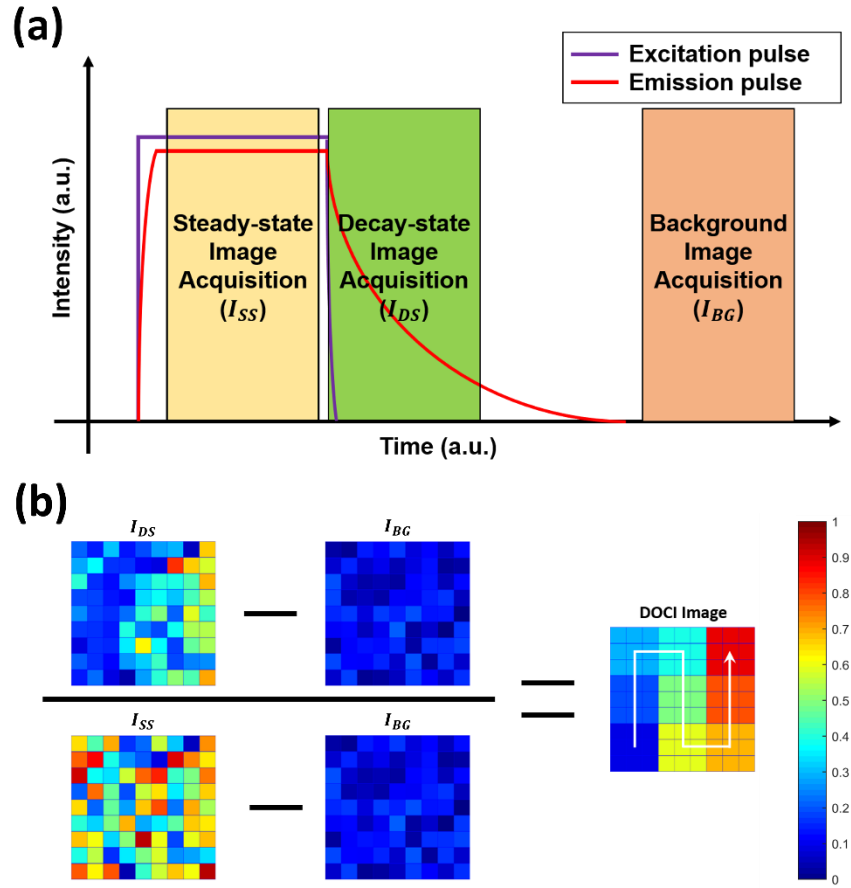 (a)
Excitation pulse
Emission pulse
Intensity (a.u.)
Steady-state
Image
Acquisition
(I_SS)
Decay-state
Image
Acquisition
(I_DS)
Background
Image
Acquisition
(I_BG)
Time (a.u.)
(b)
I_DS
I_BG
I_SS
I_BG
DOCI Image
1
0.9
0.8
0.7
0.6
0.5
0.4
0.3
0.2
0.1
0